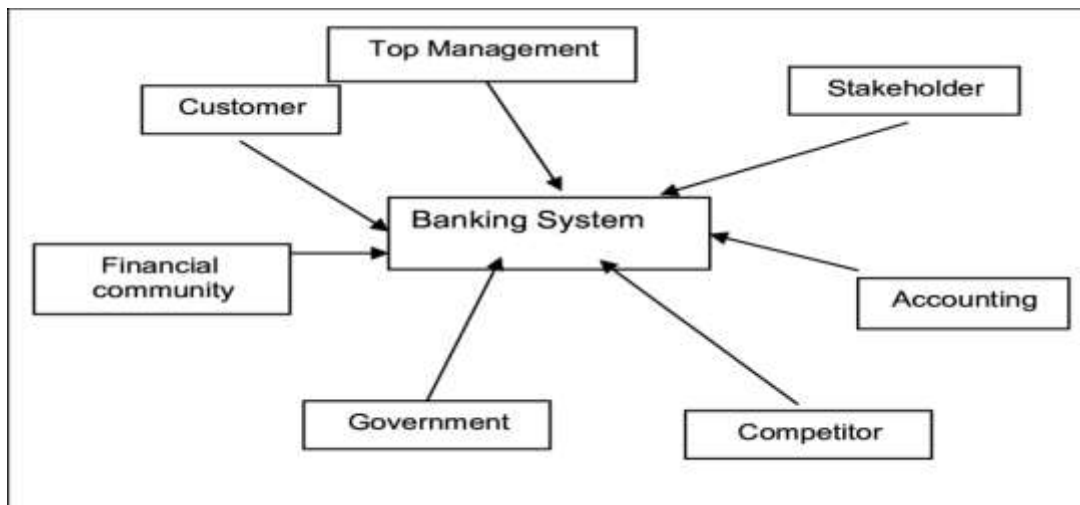 Top Management
Customer
Stakeholder
Banking System
Financial
community
Accounting
Government
Competitor